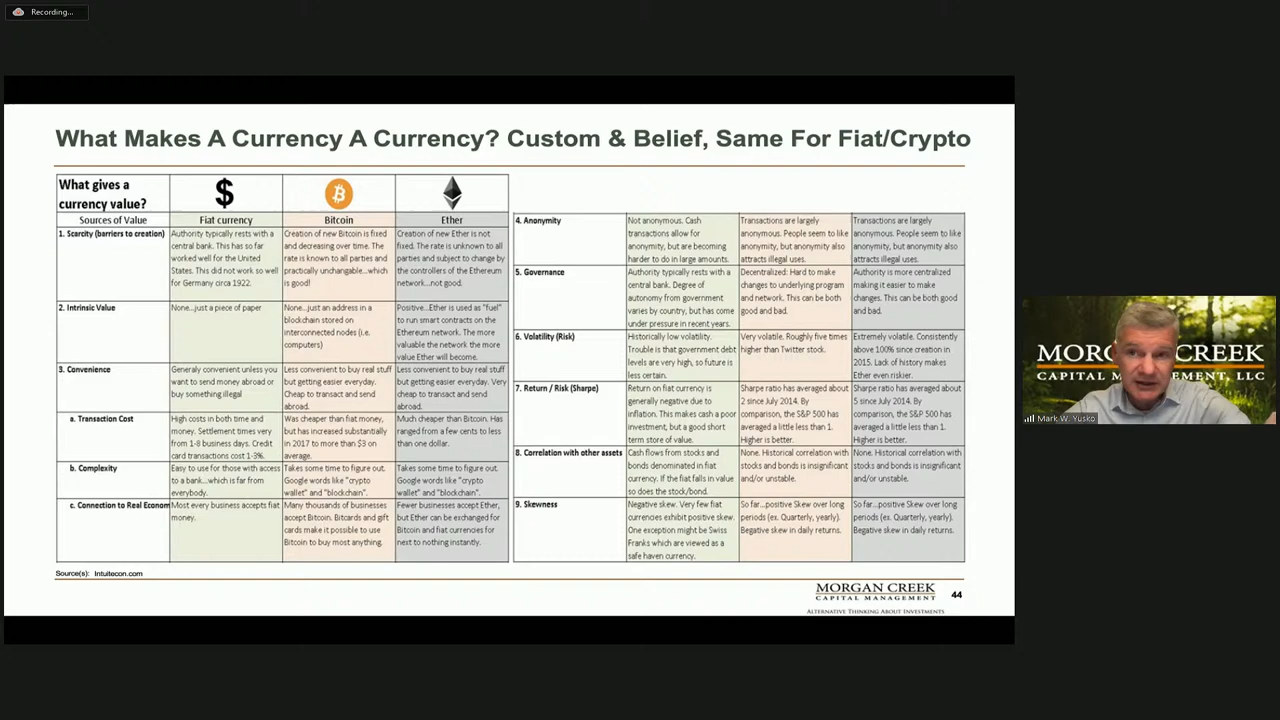 Recording...
What Makes A Currency A Currency? Custom & Belief, Same For Fiat/Crypto
What gives a
currency value?
$
Sources of Value
Fiat currency
Bitcoin
Ether
1. Scarcity (barriers to creation)
Authority typically rests with a
central bank. This has so far
worked well for the United
States. This did not work so well
for Germany circa 1922.
Creation of new Bitcoin is fixed
and decreasing over time. The
rate is known to all parties and
practically unchangable...which
is good!
Creation of new Ether is not
fixed. The rate is unknown to all
parties and subject to change by
the controllers of the Ethereum
network...not good.
2. Intrinsic Value
None...just a piece of paper
None...just an address in a
blockchain stored on
interconnected nodes (i.e.
computers)
Positive...Ether is used as "fuel"
to run smart contracts on the
Ethereum network. The more
valuable the network the more
value Ether will become.
3. Convenience
Generally convenient unless you
want to send money abroad or
buy something illegal
Less convenient to buy real stuff
but getting easier everyday.
Cheap to transact and send
abroad.
Less convenient to buy real stuff
but getting easier everyday. Very
cheap to transact and send
abroad.
a. Transaction Cost
High costs in both time and
money. Settlement times very
from 1-8 business days. Credit
card transactions cost 1-3%.
Was cheaper than fiat money,
but has increased substantially
in 2017 to more than $3 on
average.
Much cheaper than Bitcoin. Has
ranged from a few cents to less
than one dollar.
b. Complexity
Easy to use for those with access
to a bank...which is far from
everybody.
Takes some time to figure out.
Google words like "crypto
wallet" and "blockchain".
Takes some time to figure out.
Google words like "crypto
wallet" and "blockchain".
c. Connection to Real Econom
Most every business accepts fiat
money.
Many thousands of businesses
accept Bitcoin. Bitcards and gift
cards make it possible to use
Bitcoin to buy most anything.
Fewer businesses accept Ether,
but Ether can be exchanged for
Bitcoin and fiat currencies for
next to nothing instantly.
4. Anonymity
Not anonymous. Cash
transactions allow for
anonymity, but are becoming
harder to do in large amounts.
Transactions are largely
anonymous. People seem to like
anonymity, but anonymity also
attracts illegal uses.
Transactions are largely
anonymous. People seem to like
anonymity, but anonymity also
attracts illegal uses.
5. Governance
Authority typically rests with a
central bank. Degree of
autonomy from government
varies by country, but has come
under pressure in recent years.
Decentralized: Hard to make
changes to underlying program
and network. This can be both
good and bad.
Authority is more centralized
making it easier to make
changes. This can be both good
and bad.
6. Volatility (Risk)
Historically low volatility.
Trouble is that government debt
levels are very high, so future is
less certain.
Very volatile. Roughly five times
higher than Twitter stock.
Extremely volatile. Consistently
above 100% since creation in
2015. Lack of history makes
Ether even riskier.
7. Return / Risk (Sharpe)
Return on fiat currency is
generally negative due to
inflation. This makes cash a poor
investment, but a good short
term store of value.
Sharpe ratio has averaged about
2 since July 2014. By
comparison, the S&P 500 has
averaged a little less than 1.
Higher is better.
Sharpe ratio has averaged about
5 since July 2014. By
comparison, the S&P 500 has
averaged a little less than 1.
Higher is better.
8. Correlation with other assets
Cash flows from stocks and
bonds denominated in fiat
currency. If the fiat falls in value
so does the stock/bond.
None. Historical correlation with
stocks and bonds is insignificant
and/or unstable.
None. Historical correlation with
stocks and bonds is insignificant
and/or unstable.
9. Skewness
Negative skew. Very few fiat
currencies exhibit positive skew.
One exception might be Swiss
Franks which are viewed as a
safe haven currency.
So far...positive Skew over long
periods (ex. Quarterly, yearly).
Begative skew in daily returns.
So far...positive Skew over long
periods (ex. Quarterly, yearly).
Begative skew in daily returns.
Source(s): Intuitecon.com
MORGAN CREEK
CAPITAL MANAGEMENT
ALTERNATIVE THINKING ABOUT INVESTMENTS
44
CREEK
CAPITAL MANAGEMENT, LLC
Mark W. Yusko